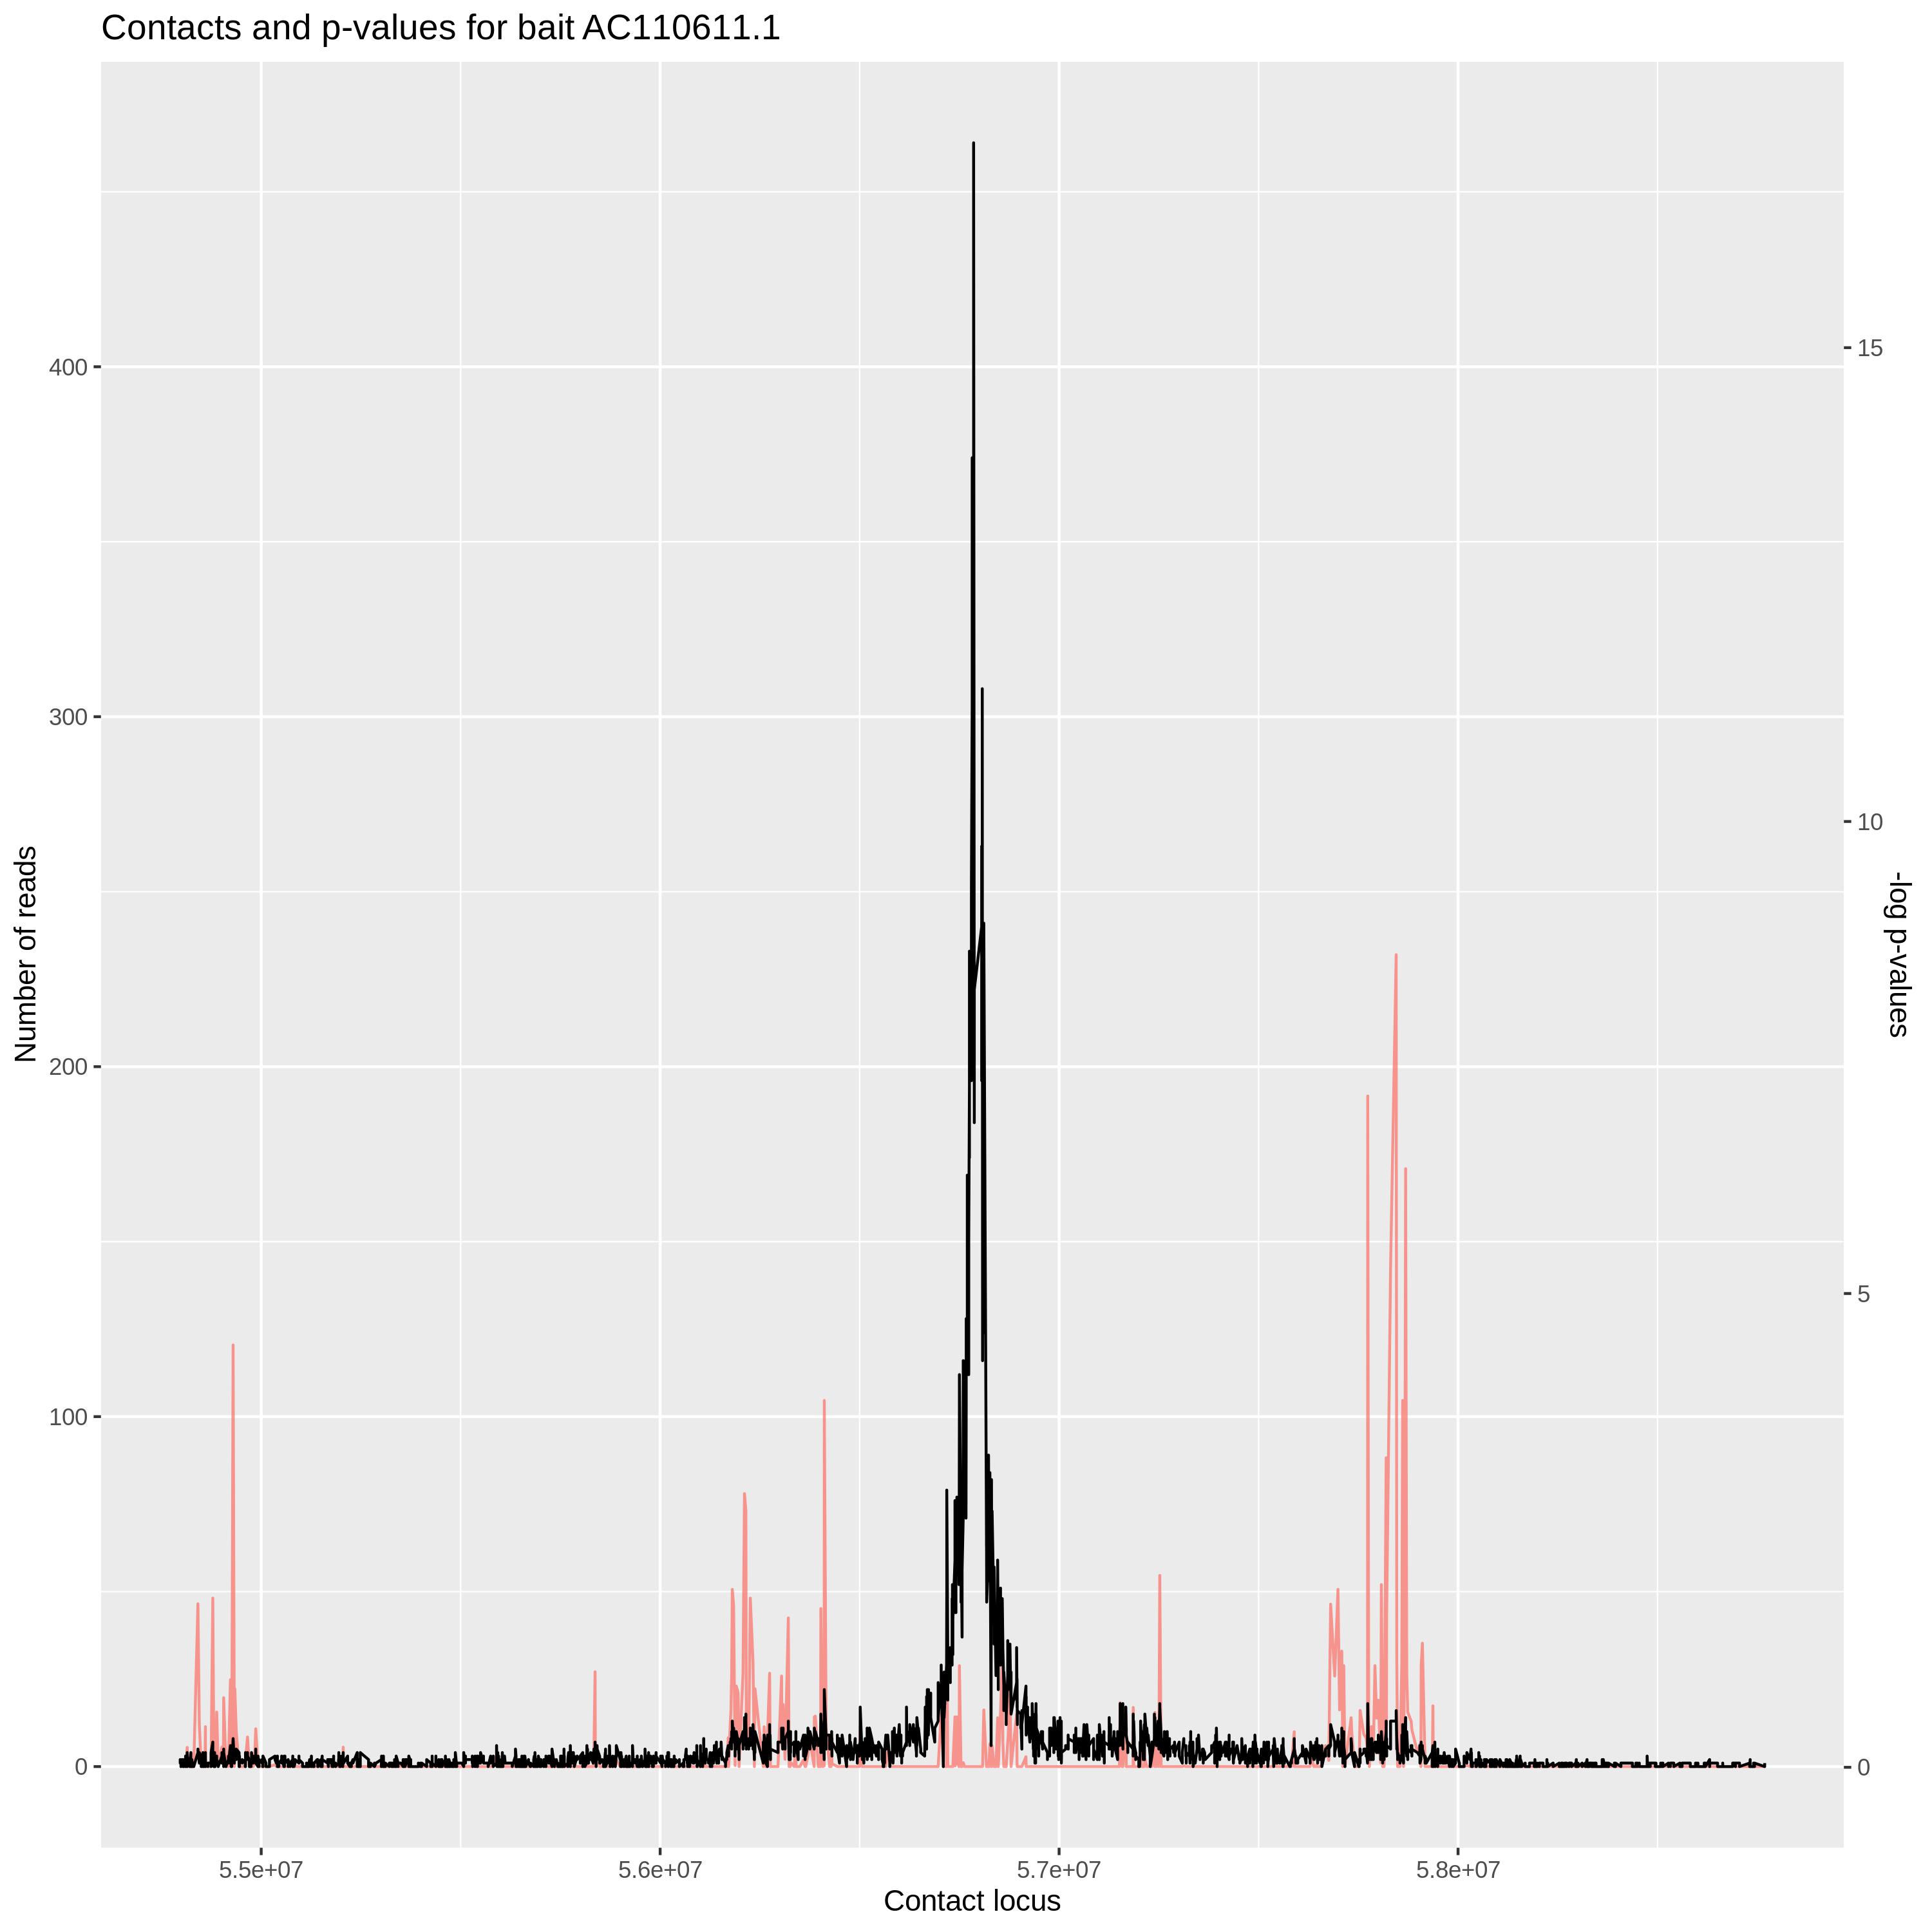 Contacts and p-values for bait AC110611.1
400
300
200
100
0
15
10
5
0
Number of reads
-log p-values
5.5e+07 5.6e+07 5.7e+07 5.8e+07
Contact locus